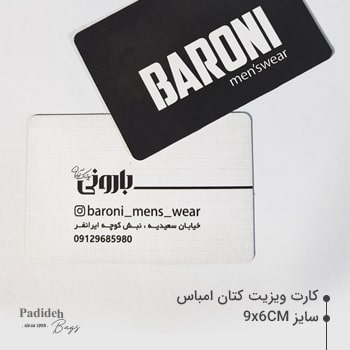 BARONI
men'swear
بارونی
baroni_mens_wear
خیابان سعیدیه ، نبش کوچه ایرانفر
09129685980
کارت ویزیت کتان امباس
سایز 9x6CM
Padideh
. since 1999 .
Bags